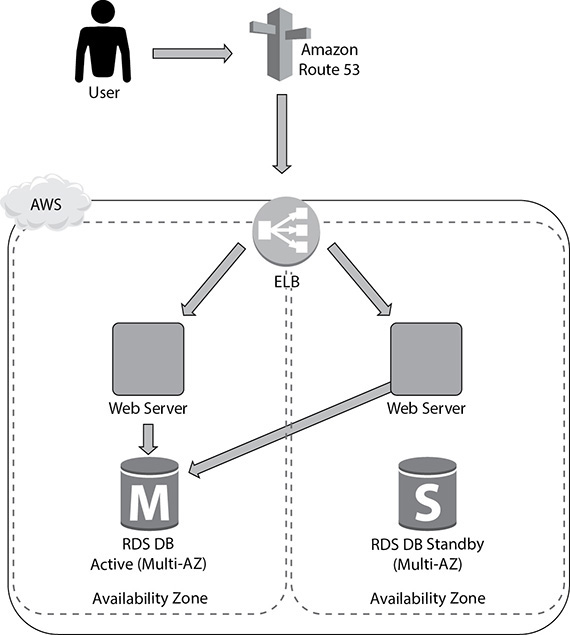 User
Amazon
Route 53
AWS
ELB
Web Server
Web Server
M
S
RDS DB
Active (Multi-AZ)
RDS DB Standby
(Multi-AZ)
Availability Zone
Availability Zone